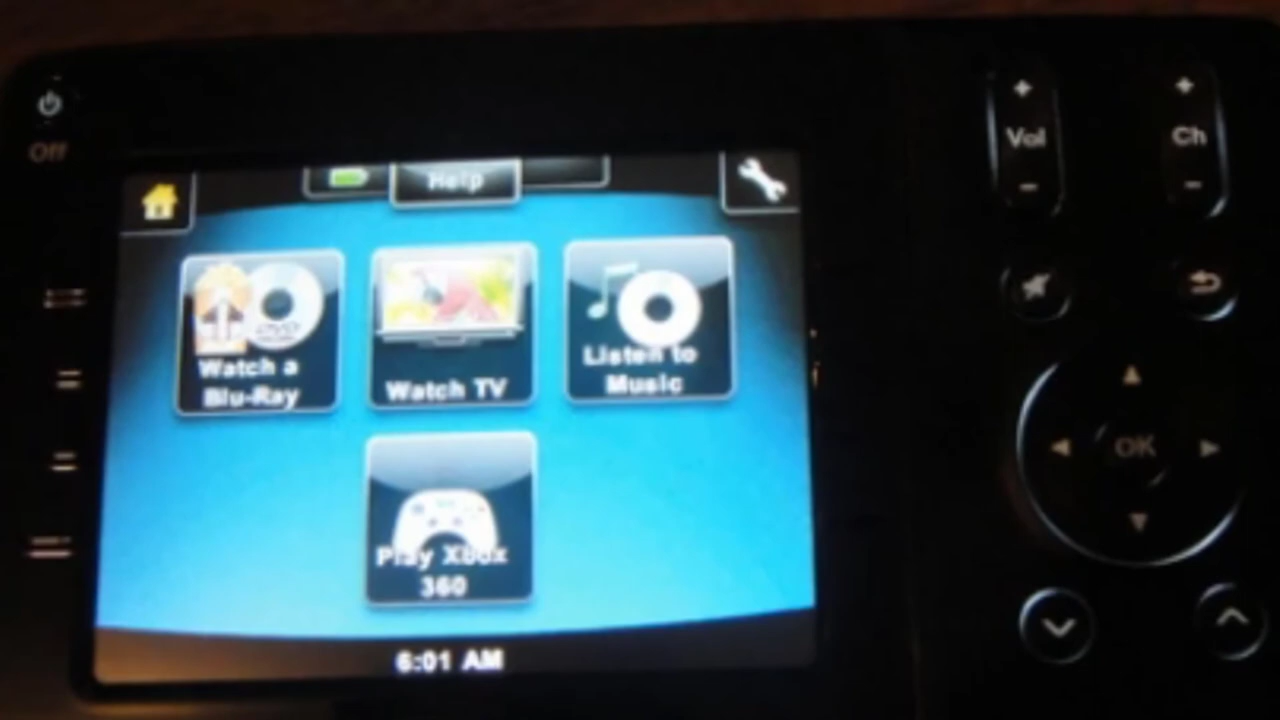 Off
Help
+
Vol
-
+
Ch
-
Watch a
Blu-Ray
DVD
Watch TV
Listen to
Music
Play Xbox
360
OK
6:01 AM